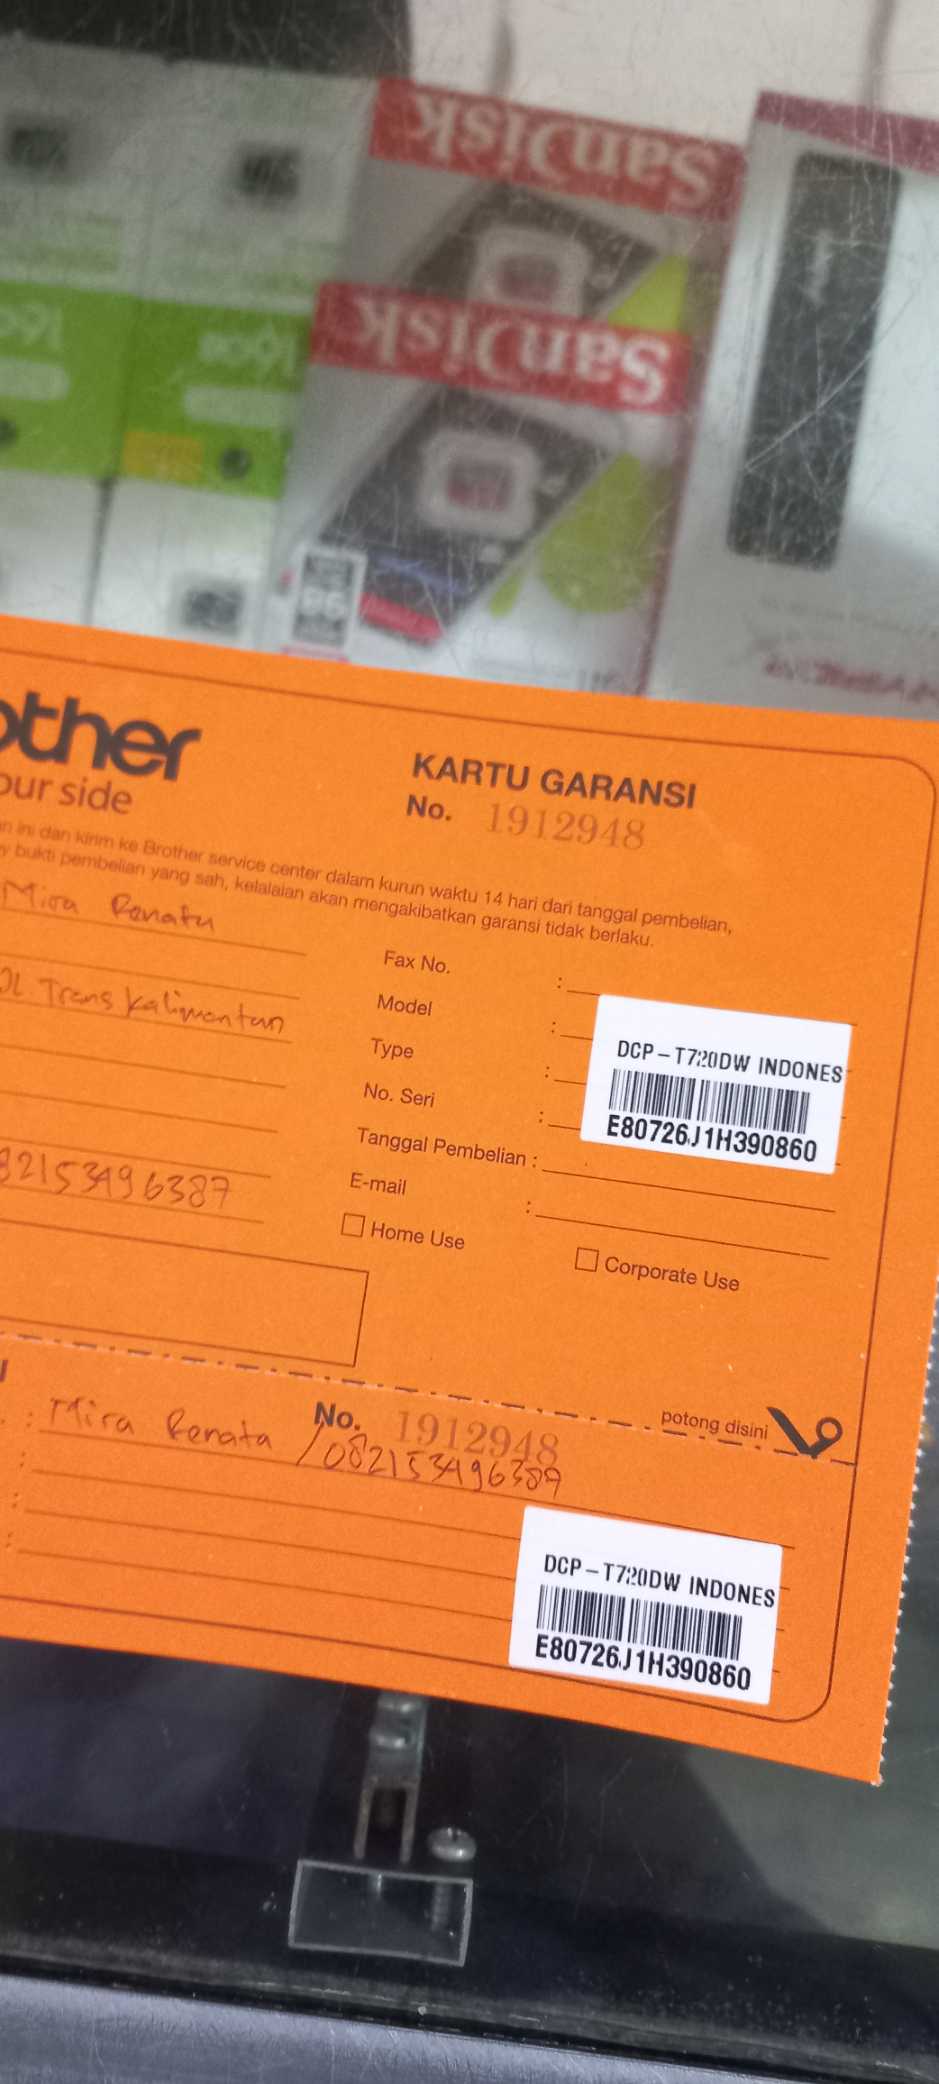 SanDisk
SanDisk
16GB
other
our side
KARTU GARANSI
No. 1912948
ini dan kirim ke Brother service center dalam kurun waktu 14 hari dari tanggal pembelian,
bukti pembelian yang sah, kelalaian akan mengakibatkan garansi tidak berlaku.
Mira Renata
Fax No. :
JL. Trans Kalimantan
Model :
Type :
No. Seri :
DCP-T720DW INDONES
E80726J1H390860
Tanggal Pembelian :
82153496387
E-mail :
Home Use
Corporate Use
potong disini
No. 1912948
: Mira Renata / 082153496387
DCP-T720DW INDONES
E80726J1H390860